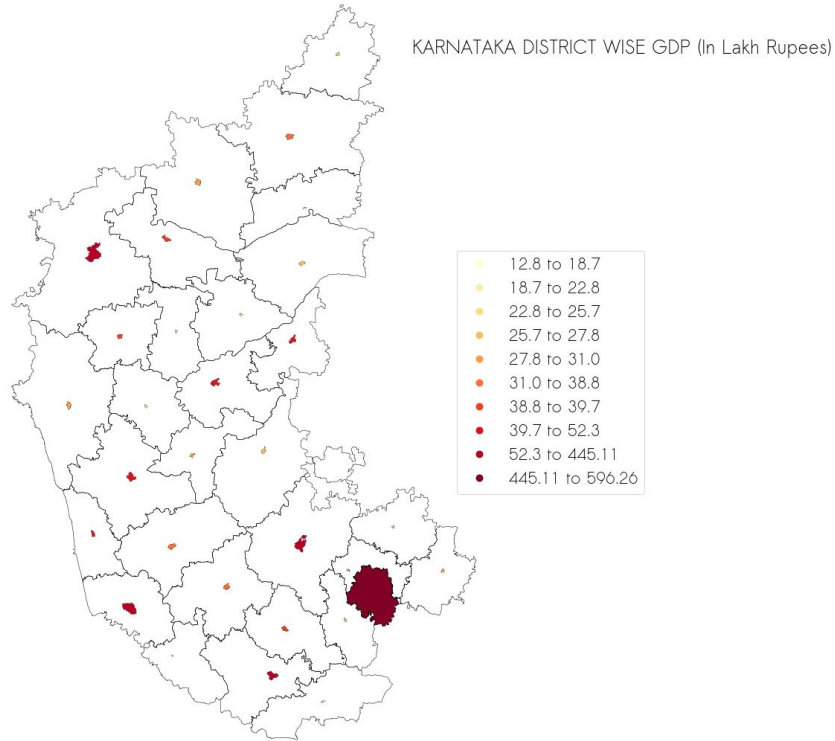 KARNATAKA DISTRICT WISE GDP (In Lakh Rupees)
12.8 to 18.7
18.7 to 22.8
22.8 to 25.7
25.7 to 27.8
27.8 to 31.0
31.0 to 38.8
38.8 to 39.7
39.7 to 52.3
52.3 to 445.11
445.11 to 596.26